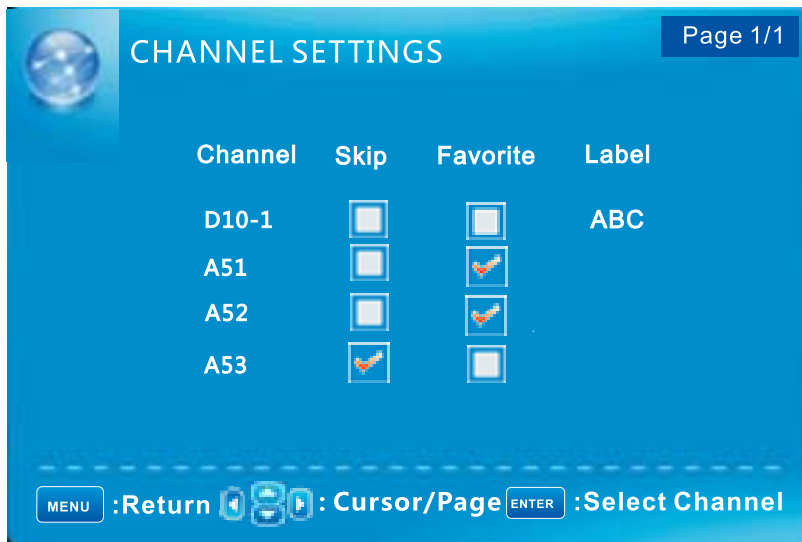 CHANNEL SETTINGS
Page 1/1
Channel Skip Favorite Label
D10-1 ABC
A51
A52
A53
MENU :Return : Cursor/Page ENTER :Select Channel